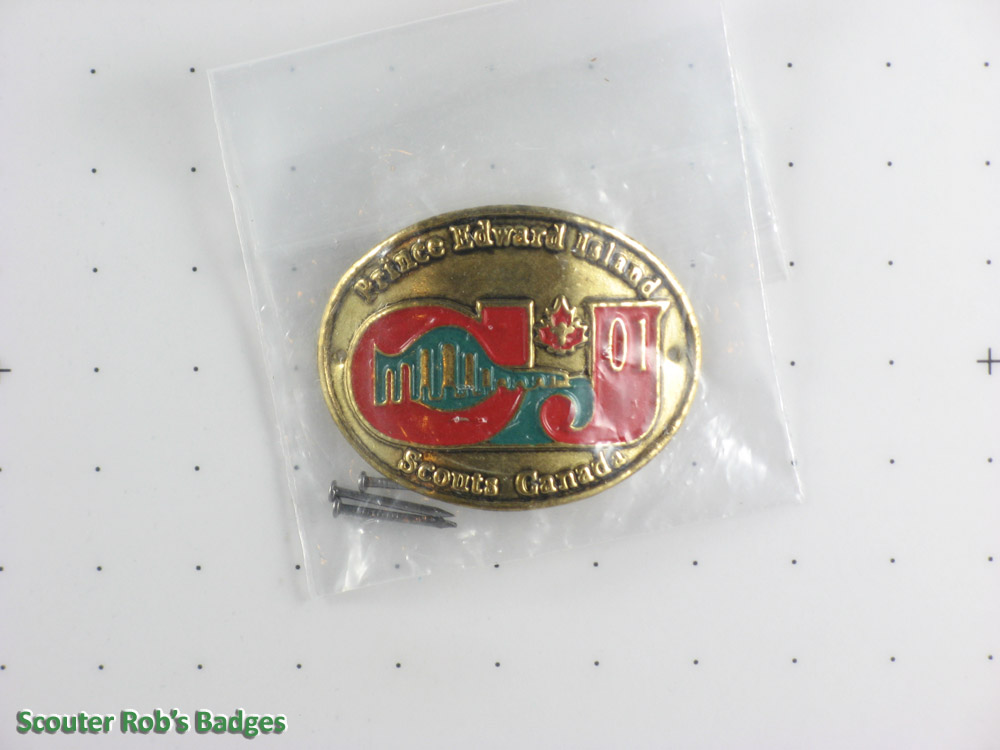 Prince Edward Island
CJ 01
Scouts Canada
Scouter Rob's Badges